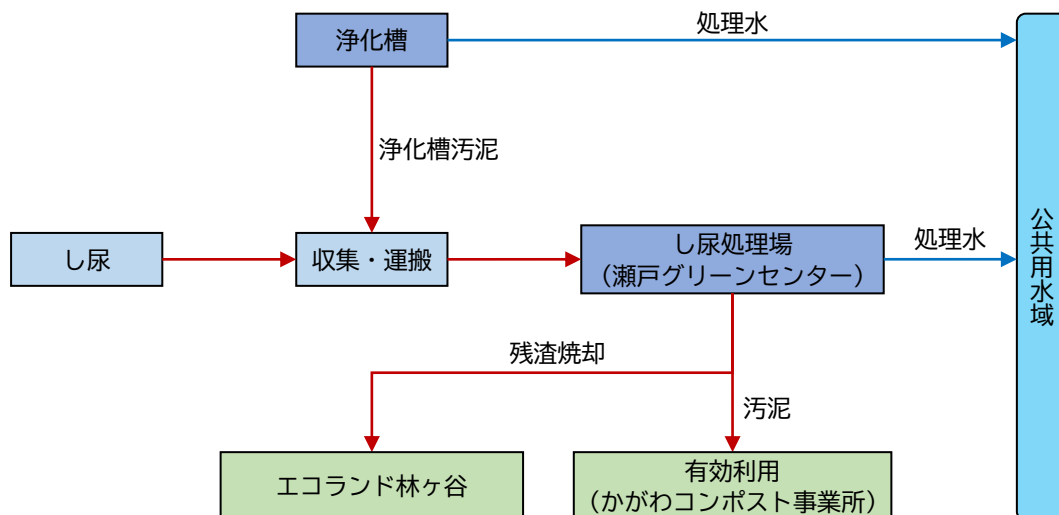 浄化槽
処理水
浄化槽汚泥
し尿
収集・運搬
し尿処理場
（瀬戸グリーンセンター）
処理水
公共用水域
残渣焼却
汚泥
エコランド林ヶ谷
有効利用
（かがわコンポスト事業所）